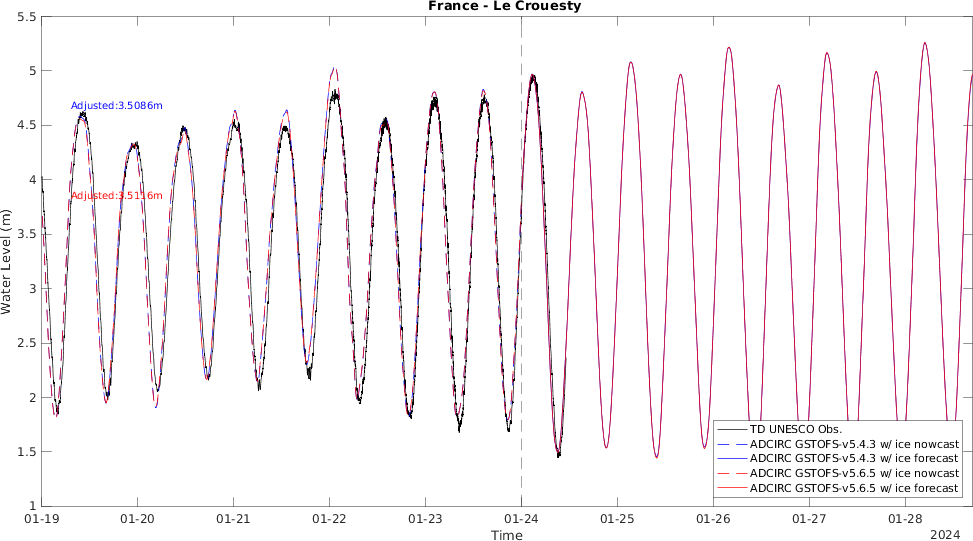 France - Le Crouesty
5.5
5
4.5
4
3.5
3
2.5
2
1.5
1
Water Level (m)
Adjusted:3.5086m
Adjusted:3.5116m
TD UNESCO Obs.
ADCIRC GSTOFS-v5.4.3 w/ ice nowcast
ADCIRC GSTOFS-v5.4.3 w/ ice forecast
ADCIRC GSTOFS-v5.6.5 w/ ice nowcast
ADCIRC GSTOFS-v5.6.5 w/ ice forecast
01-19 01-20 01-21 01-22 01-23 01-24 01-25 01-26 01-27 01-28
Time
2024